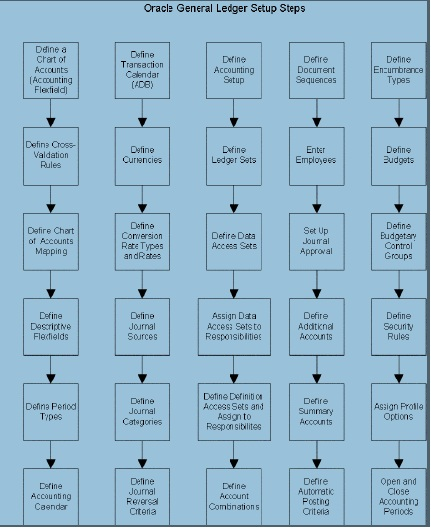 Oracle General Ledger Setup Steps
Define a
Chart of
Accounts
(Accounting
Flexfield)
Define Cross-
Validation
Rules
Define Chart
of Accounts
Mapping
Define
Descriptive
Flexfields
Define Period
Types
Define
Accounting
Calendar
Define
Transaction
Calendar
(ADB)
Define
Currencies
Define
Conversion
Rate Types
and Rates
Define
Journal
Sources
Define
Journal
Categories
Define
Journal
Reversal
Criteria
Define
Accounting
Setup
Define
Ledger Sets
Define Data
Access Sets
Assign Data
Access Sets to
Responsibilities
Define Definition
Access Sets and
Assign to
Responsibilites
Define
Account
Combinations
Define
Document
Sequences
Enter
Employees
Set Up
Journal
Approval
Define
Additional
Accounts
Define
Summary
Accounts
Define
Automatic
Posting
Criteria
Define
Encumbrance
Types
Define
Budgets
Define
Budgetary
Control
Groups
Define
Security
Rules
Assign Profile
Options
Open and
Close
Accounting
Periods